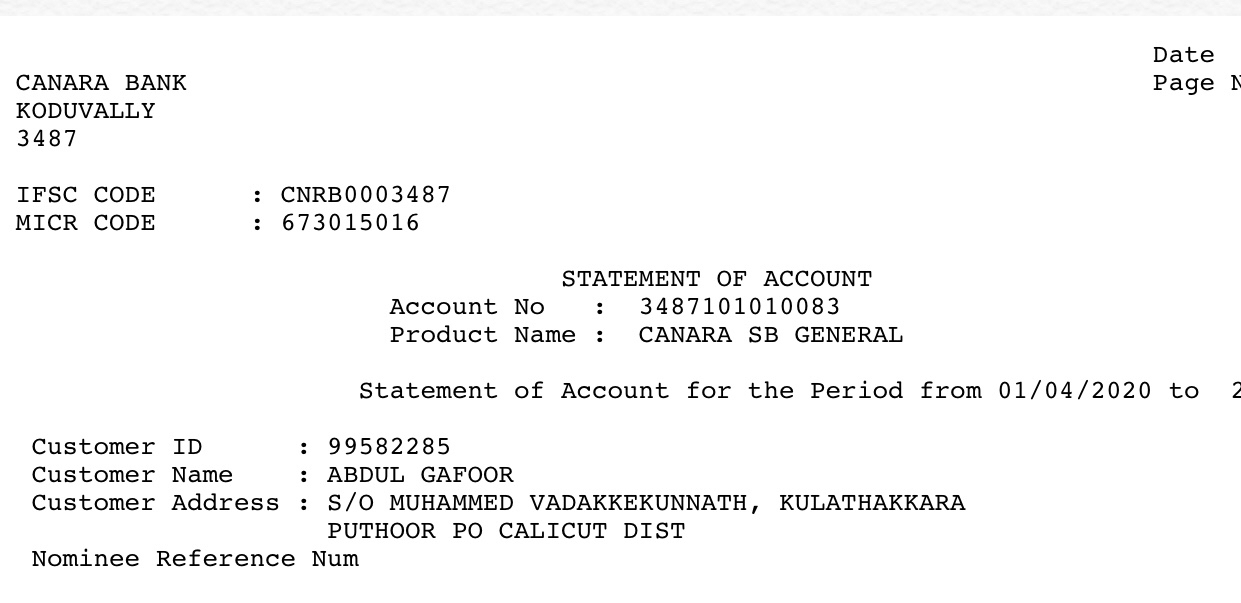 Date
CANARA BANK Page N
KODUVALLY
3487
IFSC CODE : CNRB0003487
MICR CODE : 673015016
STATEMENT OF ACCOUNT
Account No : 3487101010083
Product Name : CANARA SB GENERAL
Statement of Account for the Period from 01/04/2020 to 2
Customer ID : 99582285
Customer Name : ABDUL GAFOOR
Customer Address : S/O MUHAMMED VADAKKEKUNNATH, KULATHAKKARA
PUTHOOR PO CALICUT DIST
Nominee Reference Num